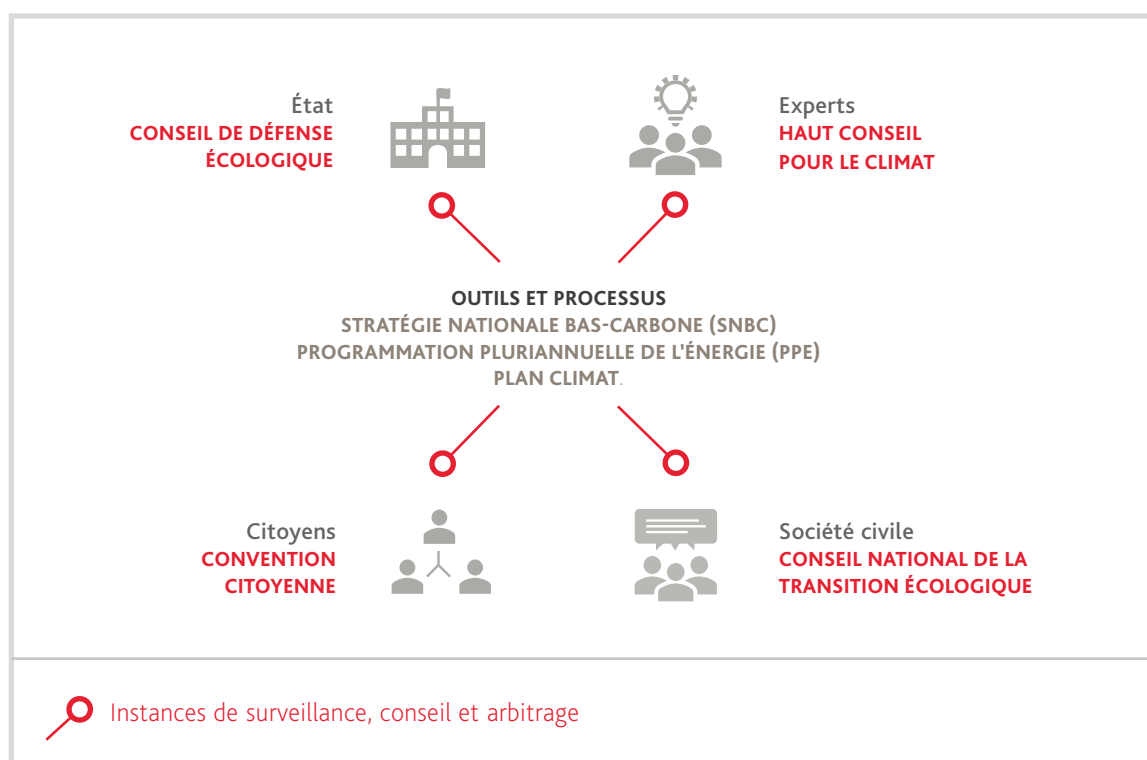 État
CONSEIL DE DÉFENSE
ÉCOLOGIQUE
Experts
HAUT CONSEIL
POUR LE CLIMAT
OUTILS ET PROCESSUS
STRATÉGIE NATIONALE BAS-CARBONE (SNBC)
PROGRAMMATION PLURIANNUELLE DE L'ÉNERGIE (PPE)
PLAN CLIMAT.
Citoyens
CONVENTION
CITOYENNE
Société civile
CONSEIL NATIONAL DE LA
TRANSITION ÉCOLOGIQUE
Instances de surveillance, conseil et arbitrage